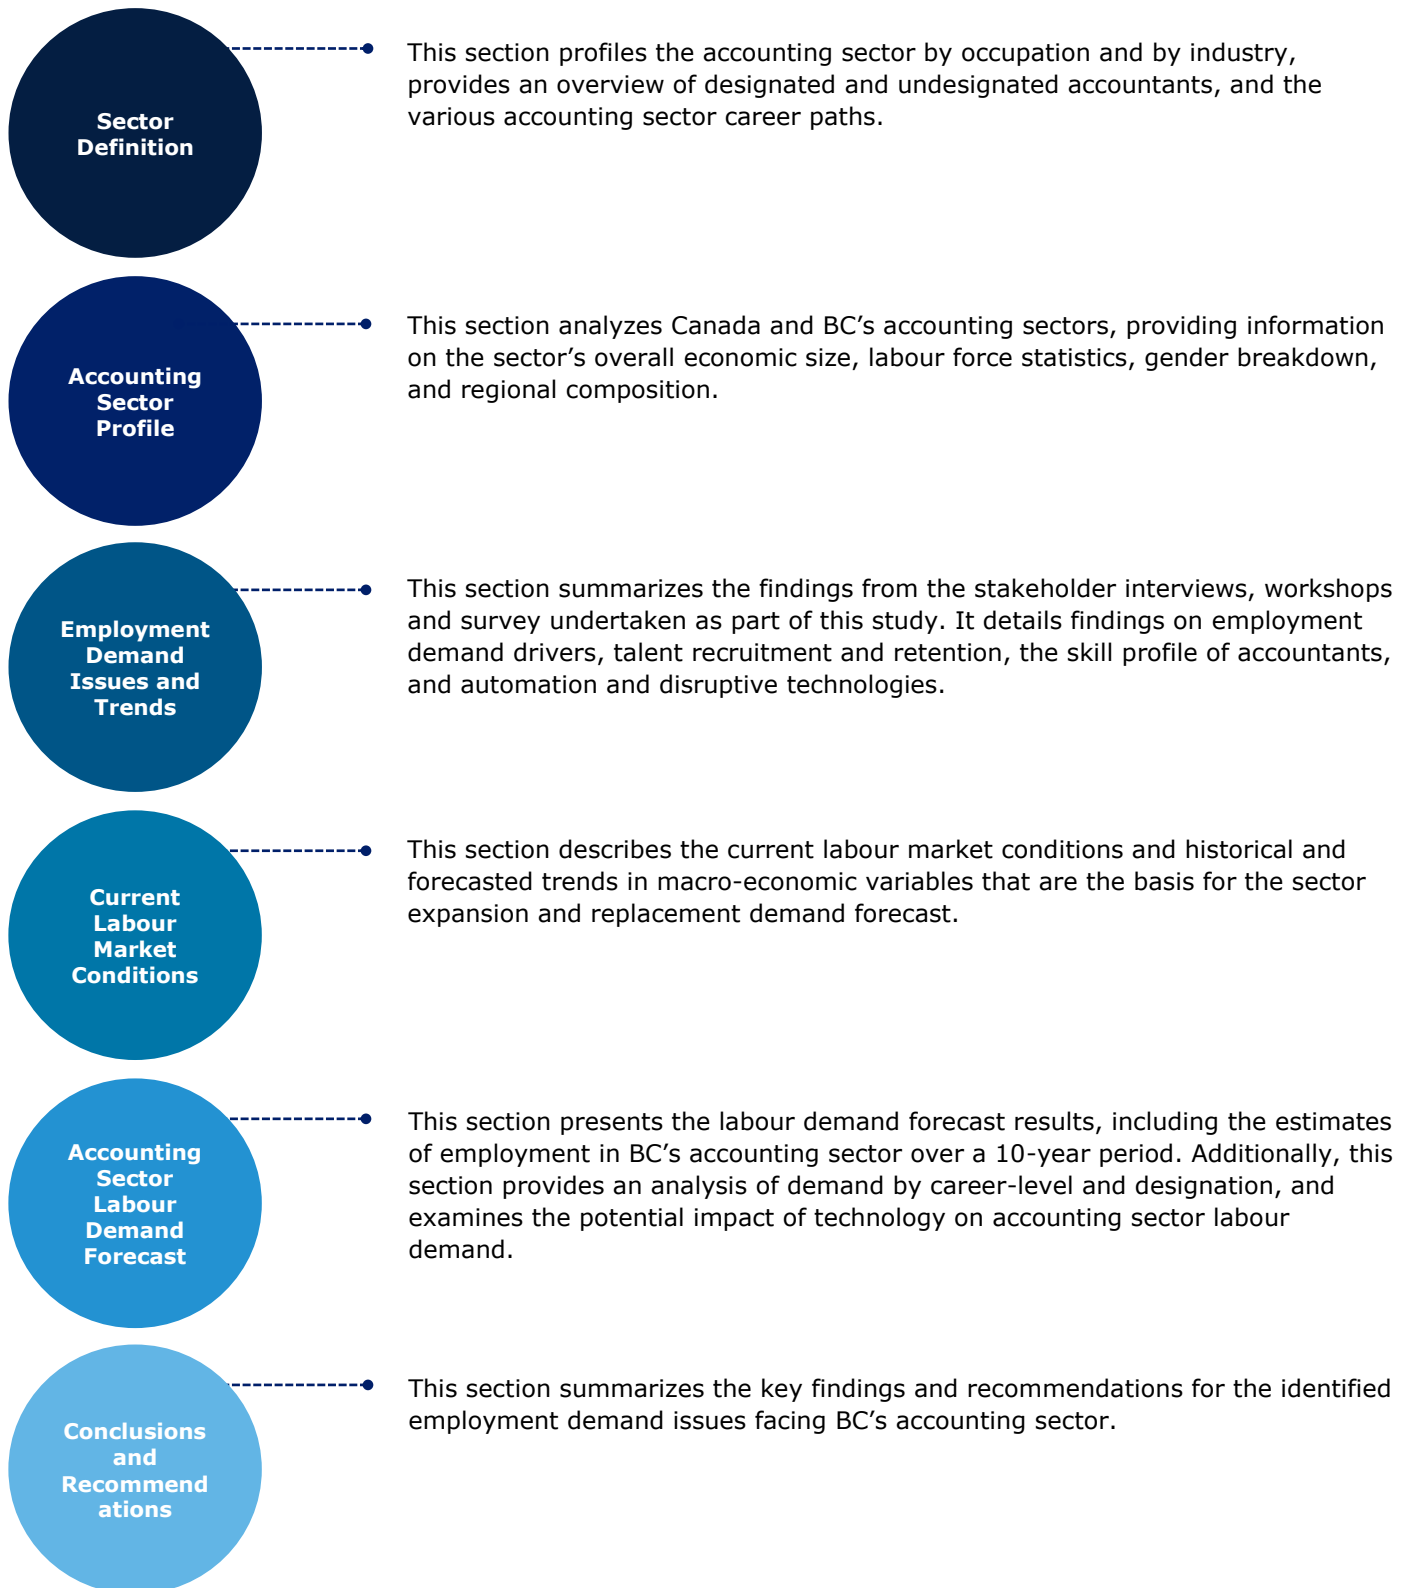 Sector
Definition
This section profiles the accounting sector by occupation and by industry,
provides an overview of designated and undesignated accountants, and the
various accounting sector career paths.
Accounting
Sector
Profile
This section analyzes Canada and BC’s accounting sectors, providing information
on the sector’s overall economic size, labour force statistics, gender breakdown,
and regional composition.
Employment
Demand
Issues and
Trends
This section summarizes the findings from the stakeholder interviews, workshops
and survey undertaken as part of this study. It details findings on employment
demand drivers, talent recruitment and retention, the skill profile of accountants,
and automation and disruptive technologies.
Current
Labour
Market
Conditions
This section describes the current labour market conditions and historical and
forecasted trends in macro-economic variables that are the basis for the sector
expansion and replacement demand forecast.
Accounting
Sector
Labour
Demand
Forecast
This section presents the labour demand forecast results, including the estimates
of employment in BC’s accounting sector over a 10-year period. Additionally, this
section provides an analysis of demand by career-level and designation, and
examines the potential impact of technology on accounting sector labour
demand.
Conclusions
and
Recommend
ations
This section summarizes the key findings and recommendations for the identified
employment demand issues facing BC’s accounting sector.